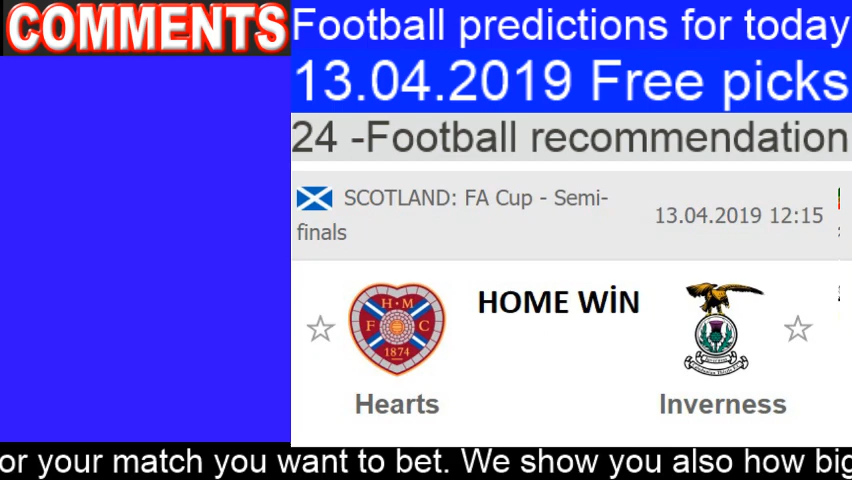 COMMENTS
Football predictions for today
13.04.2019 Free picks
24 -Football recommendation
SCOTLAND: FA Cup - Semi-
finals
13.04.2019 12:15
HOME WİN
H M
F C
1874
Hearts
Inverness
or your match you want to bet. We show you also how big